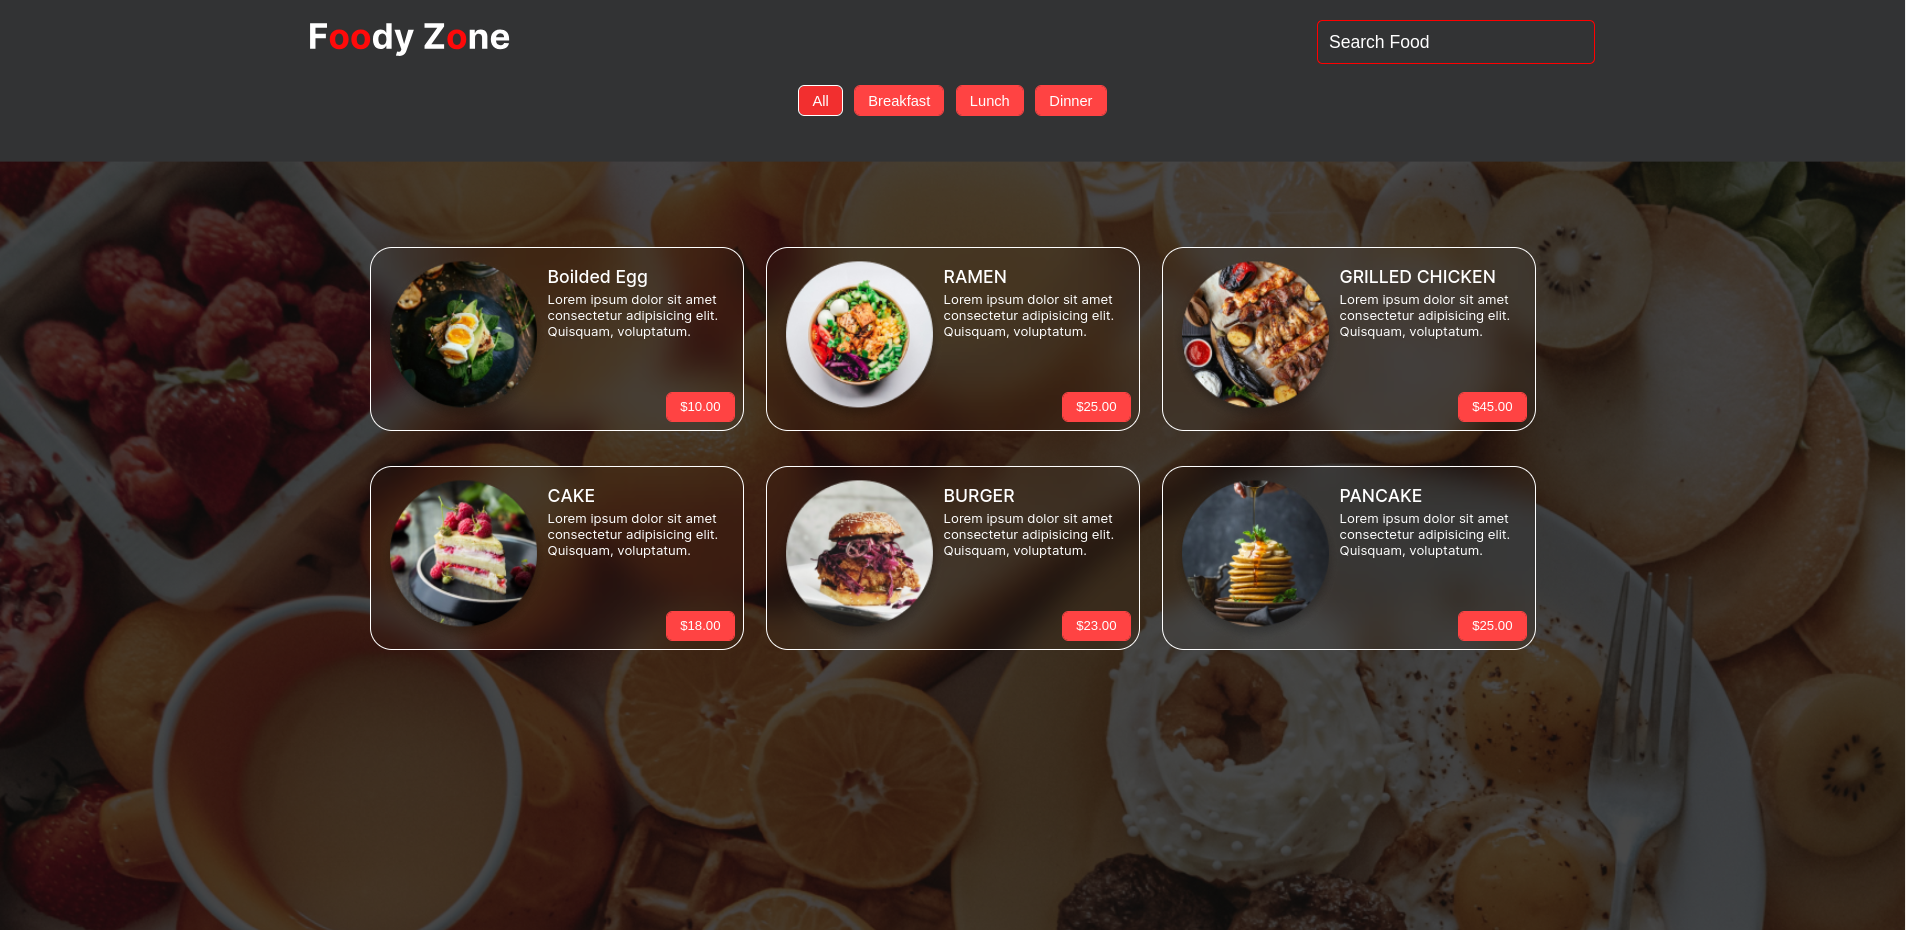 Foody Zone
Search Food
All
Breakfast
Lunch
Dinner
Boilded Egg
Lorem ipsum dolor sit amet
consectetur adipisicing elit.
Quisquam, voluptatum.
$10.00
RAMEN
Lorem ipsum dolor sit amet
consectetur adipisicing elit.
Quisquam, voluptatum.
$25.00
GRILLED CHICKEN
Lorem ipsum dolor sit amet
consectetur adipisicing elit.
Quisquam, voluptatum.
$45.00
CAKE
Lorem ipsum dolor sit amet
consectetur adipisicing elit.
Quisquam, voluptatum.
$18.00
BURGER
Lorem ipsum dolor sit amet
consectetur adipisicing elit.
Quisquam, voluptatum.
$23.00
PANCAKE
Lorem ipsum dolor sit amet
consectetur adipisicing elit.
Quisquam, voluptatum.
$25.00